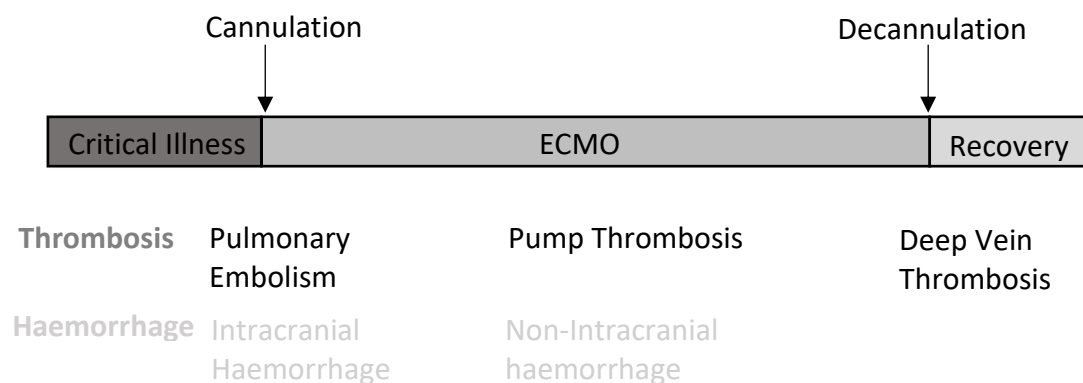 Cannulation
Decannulation
Critical Illness
ECMO
Recovery
Thrombosis
Pulmonary
Embolism
Pump Thrombosis
Deep Vein
Thrombosis
Haemorrhage
Intracranial
Haemorrhage
Non-Intracranial
haemorrhage